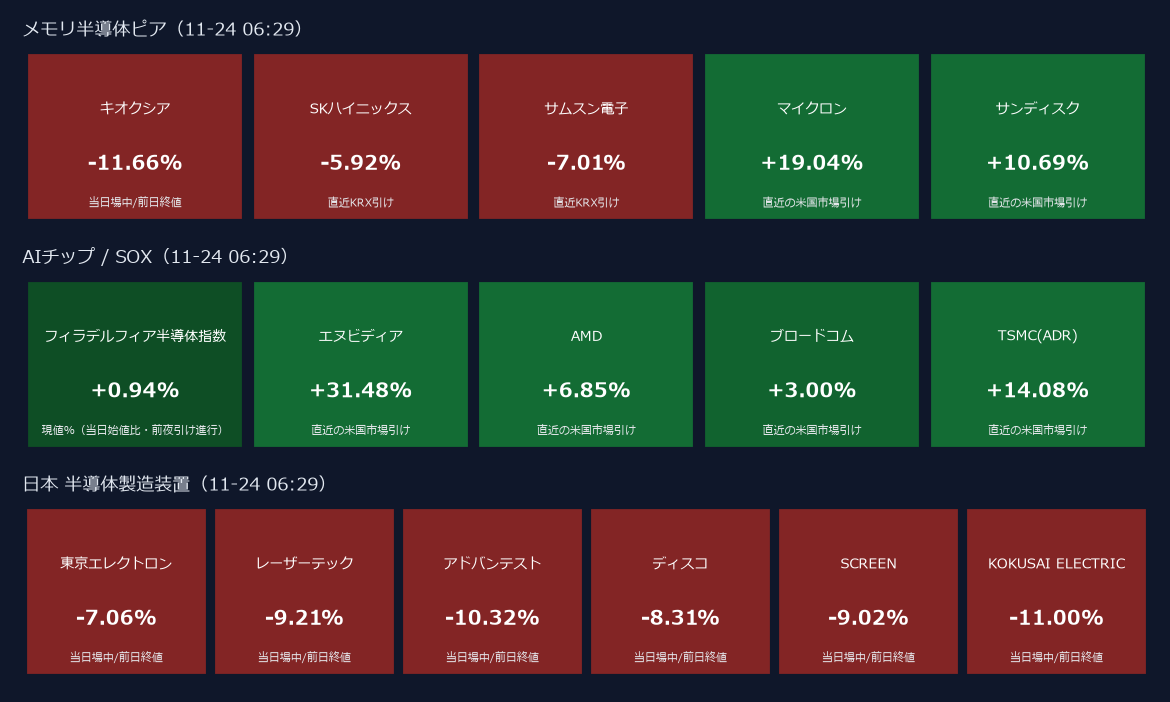 メモリ半導体ピア（11-24 06:29）
キオクシア
-11.66%
当日場中/前日終値
SKハイニックス
-5.92%
直近KRX引け
サムスン電子
-7.01%
直近KRX引け
マイクロン
+19.04%
直近の米国市場引け
サンディスク
+10.69%
直近の米国市場引け
AIチップ / SOX（11-24 06:29）
フィラデルフィア半導体指数
+0.94%
現値%（当日始値比・前夜引け進行）
エヌビディア
+31.48%
直近の米国市場引け
AMD
+6.85%
直近の米国市場引け
ブロードコム
+3.00%
直近の米国市場引け
TSMC(ADR)
+14.08%
直近の米国市場引け
日本 半導体製造装置（11-24 06:29）
東京エレクトロン
-7.06%
当日場中/前日終値
レーザーテック
-9.21%
当日場中/前日終値
アドバンテスト
-10.32%
当日場中/前日終値
ディスコ
-8.31%
当日場中/前日終値
SCREEN
-9.02%
当日場中/前日終値
KOKUSAI ELECTRIC
-11.00%
当日場中/前日終値